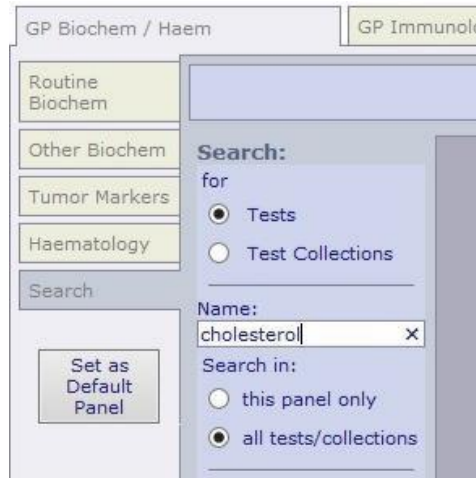 GP Biochem / Haem
GP Immunol
Routine
Biochem
Other Biochem
Tumor Markers
Haematology
Search
Set as
Default
Panel
Search:
for
Tests
Test Collections
Name:
cholesterol
Search in:
this panel only
all tests/collections